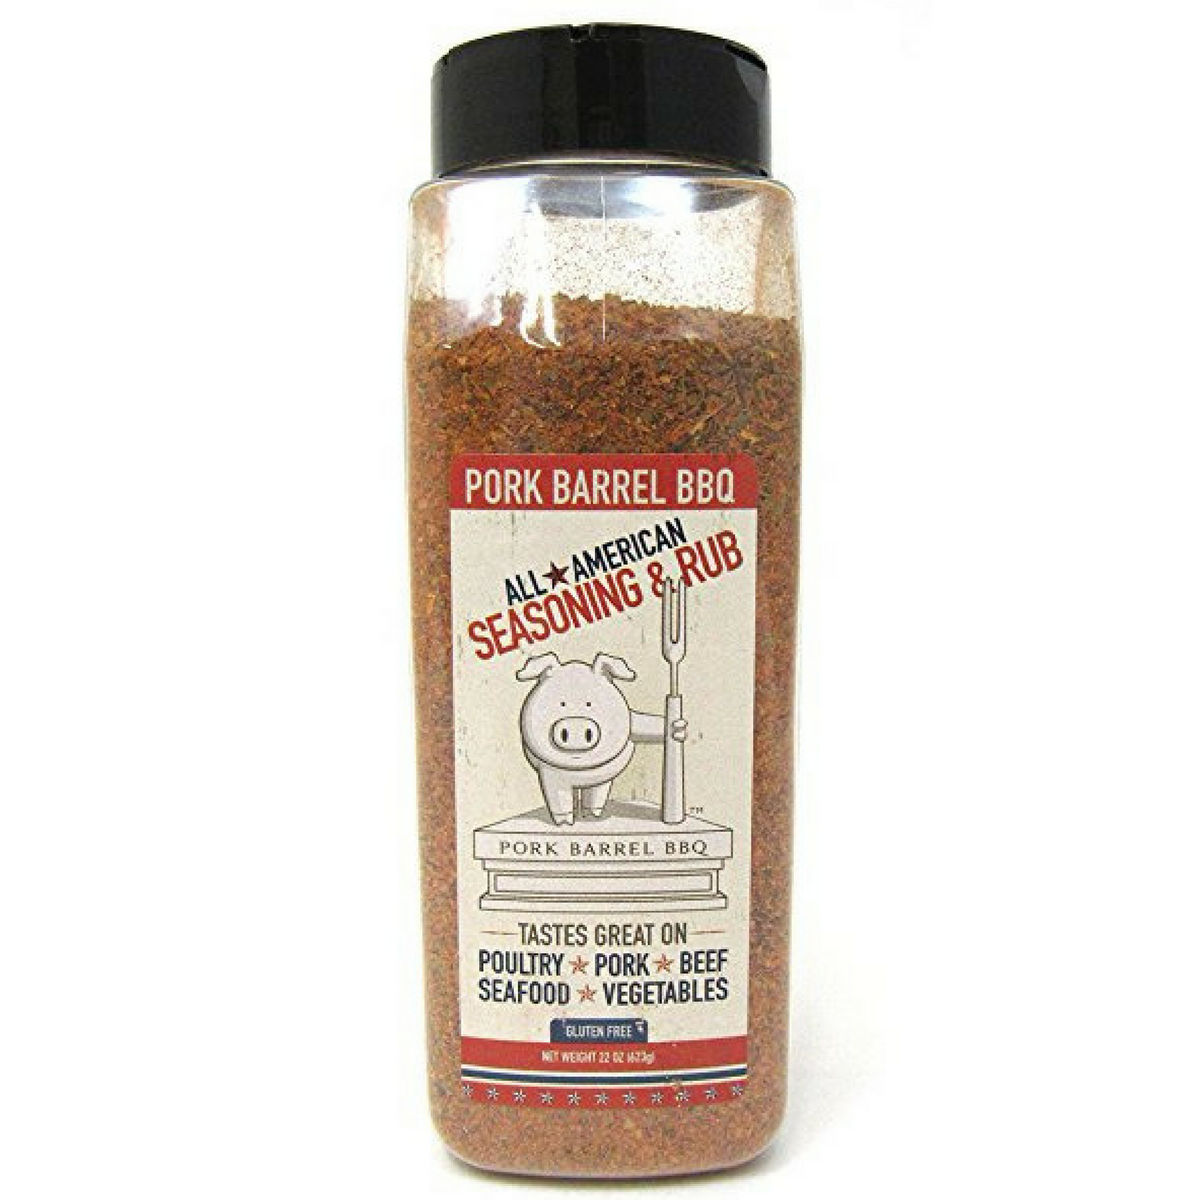 PORK BARREL BBQ
ALL★AMERICAN
SEASONING & RUB
TM
PORK BARREL BBQ
TASTES GREAT ON
POULTRY ★ PORK ★ BEEF
SEAFOOD ★ VEGETABLES
GLUTEN FREE
NET WEIGHT 22 OZ (623g)